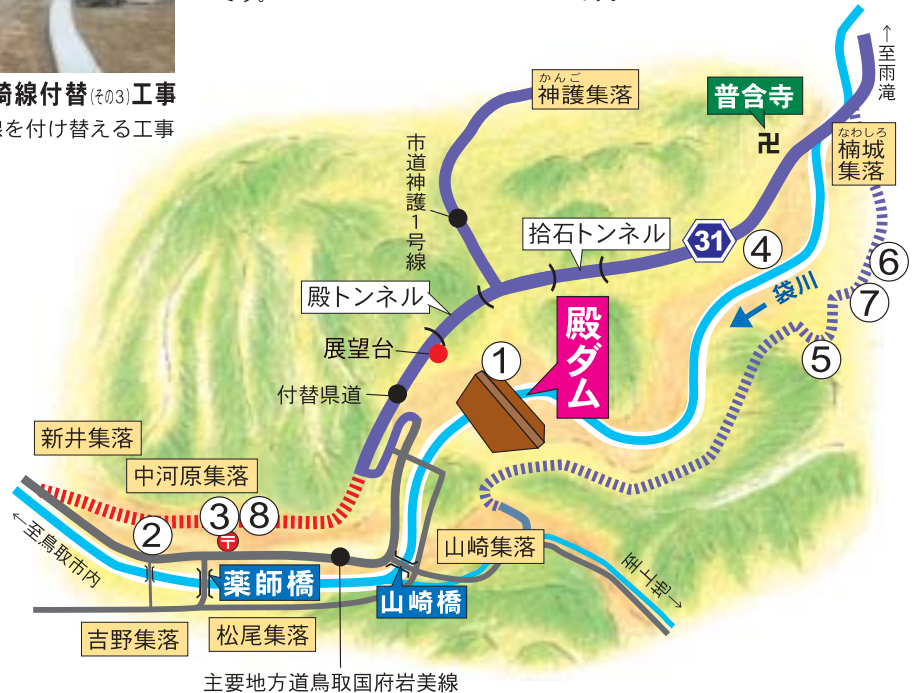 です。
崎線付替(その3)工事
線を付け替える工事
かんご
神護集落
普含寺
卍
←至雨滝
なわしろ
楠城
集落
市道神護1号線
拾石トンネル
31
④
⑥
⑦
袋川
殿トンネル
殿ダム
展望台
①
⑤
付替県道
新井集落
中河原集落
②
③
⑧
〒
←至鳥取市内
薬師橋
山崎集落
至上地→
山崎橋
吉野集落
松尾集落
主要地方道鳥取国府岩美線